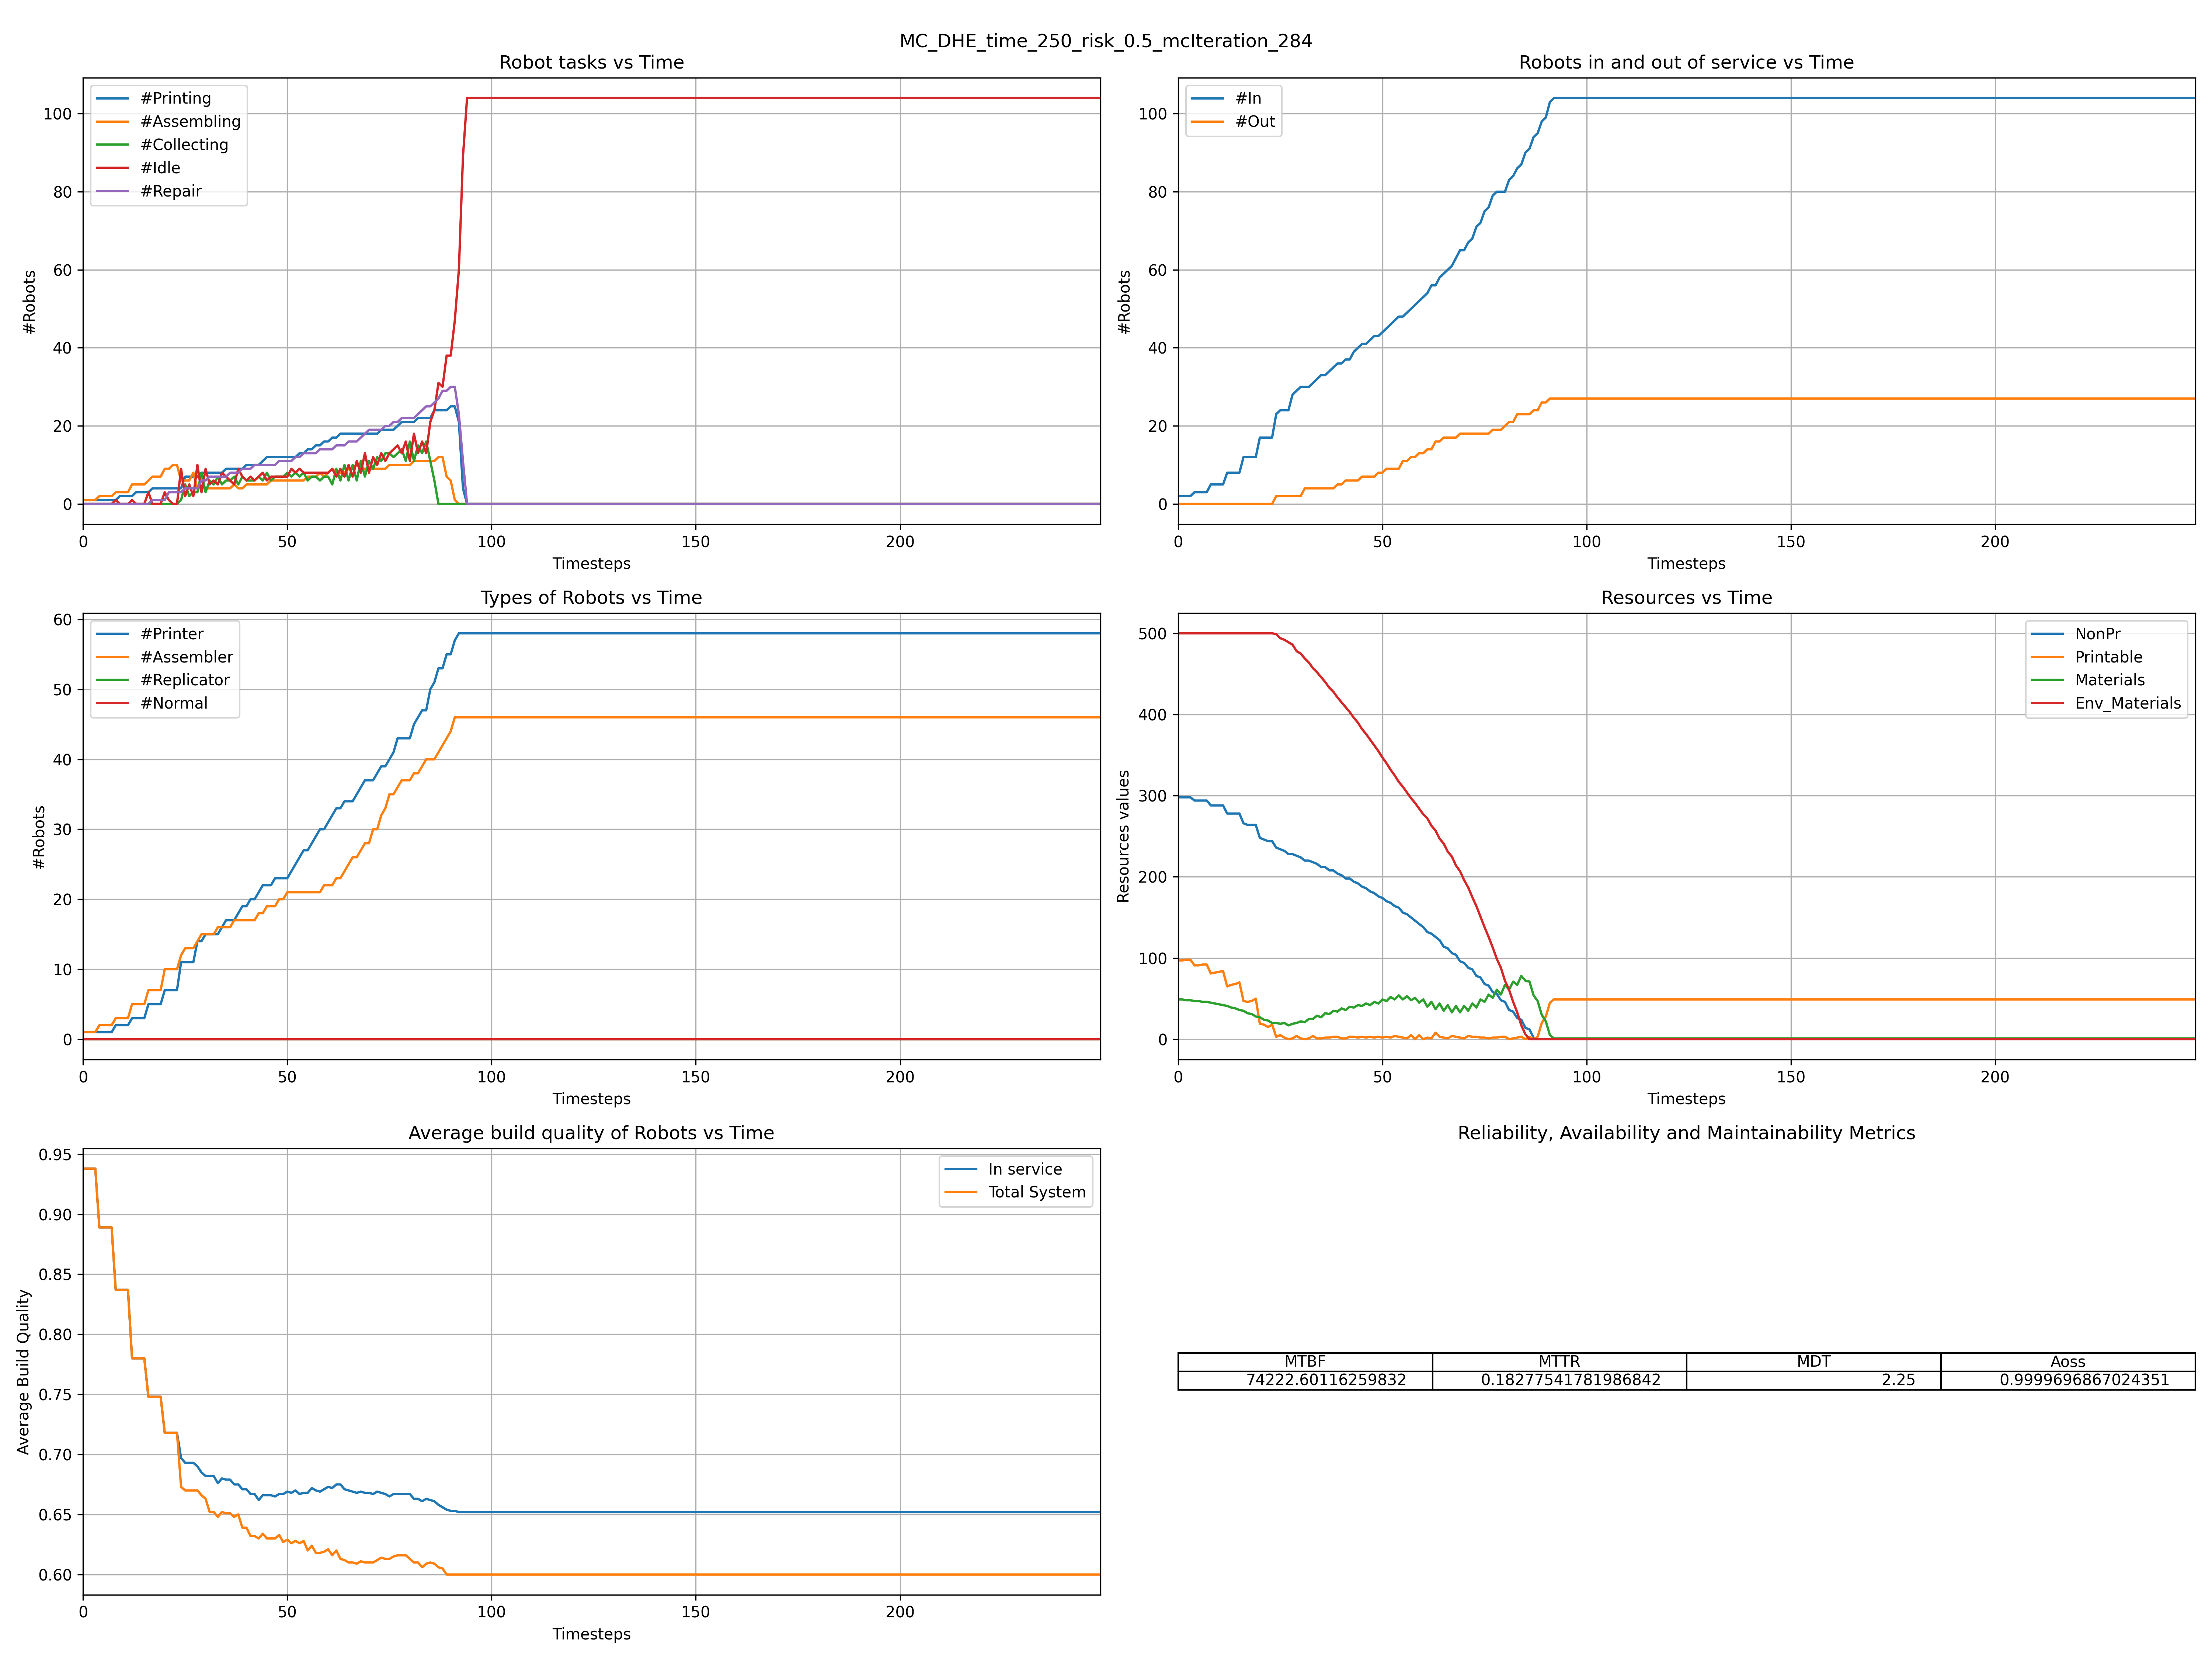 MC_DHE_time_250_risk_0.5_mcIteration_284
Robot tasks vs Time
#Printing
#Assembling
#Collecting
#Idle
#Repair
#Robots
100
80
60
40
20
0
0 50 100 150 200
Timesteps
Robots in and out of service vs Time
#In
#Out
#Robots
100
80
60
40
20
0
0 50 100 150 200
Timesteps
Types of Robots vs Time
#Printer
#Assembler
#Replicator
#Normal
#Robots
60
50
40
30
20
10
0
0 50 100 150 200
Timesteps
Resources vs Time
NonPr
Printable
Materials
Env_Materials
Resources values
500
400
300
200
100
0
0 50 100 150 200
Timesteps
Average build quality of Robots vs Time
In service
Total System
Average Build Quality
0.95
0.90
0.85
0.80
0.75
0.70
0.65
0.60
0 50 100 150 200
Timesteps
Reliability, Availability and Maintainability Metrics
MTBF MTTR MDT Aoss
74222.60116259832 0.18277541781986842 2.25 0.9999696867024351